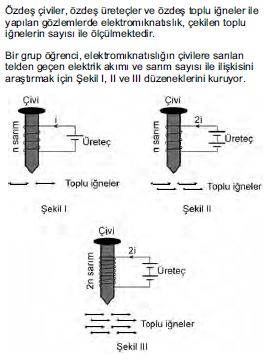 Özdeş çiviler, özdeş üreteçler ve özdeş toplu iğneler ile
yapılan gözlemlerde elektromıknatıslık, çekilen toplu
iğnelerin sayısı ile ölçülmektedir.
Bir grup öğrenci, elektromıknatıslığın çivilere sarılan
telden geçen elektrik akımı ve sarım sayısı ile ilişkisini
araştırmak için Şekil I, II ve III düzeneklerini kuruyor.
Çivi
i
n sarım
Üreteç
Toplu iğneler
Şekil I
Çivi
2i
n sarım
Üreteç
Toplu iğneler
Şekil II
Çivi
2i
2n sarım
Üreteç
Toplu iğneler
Şekil III